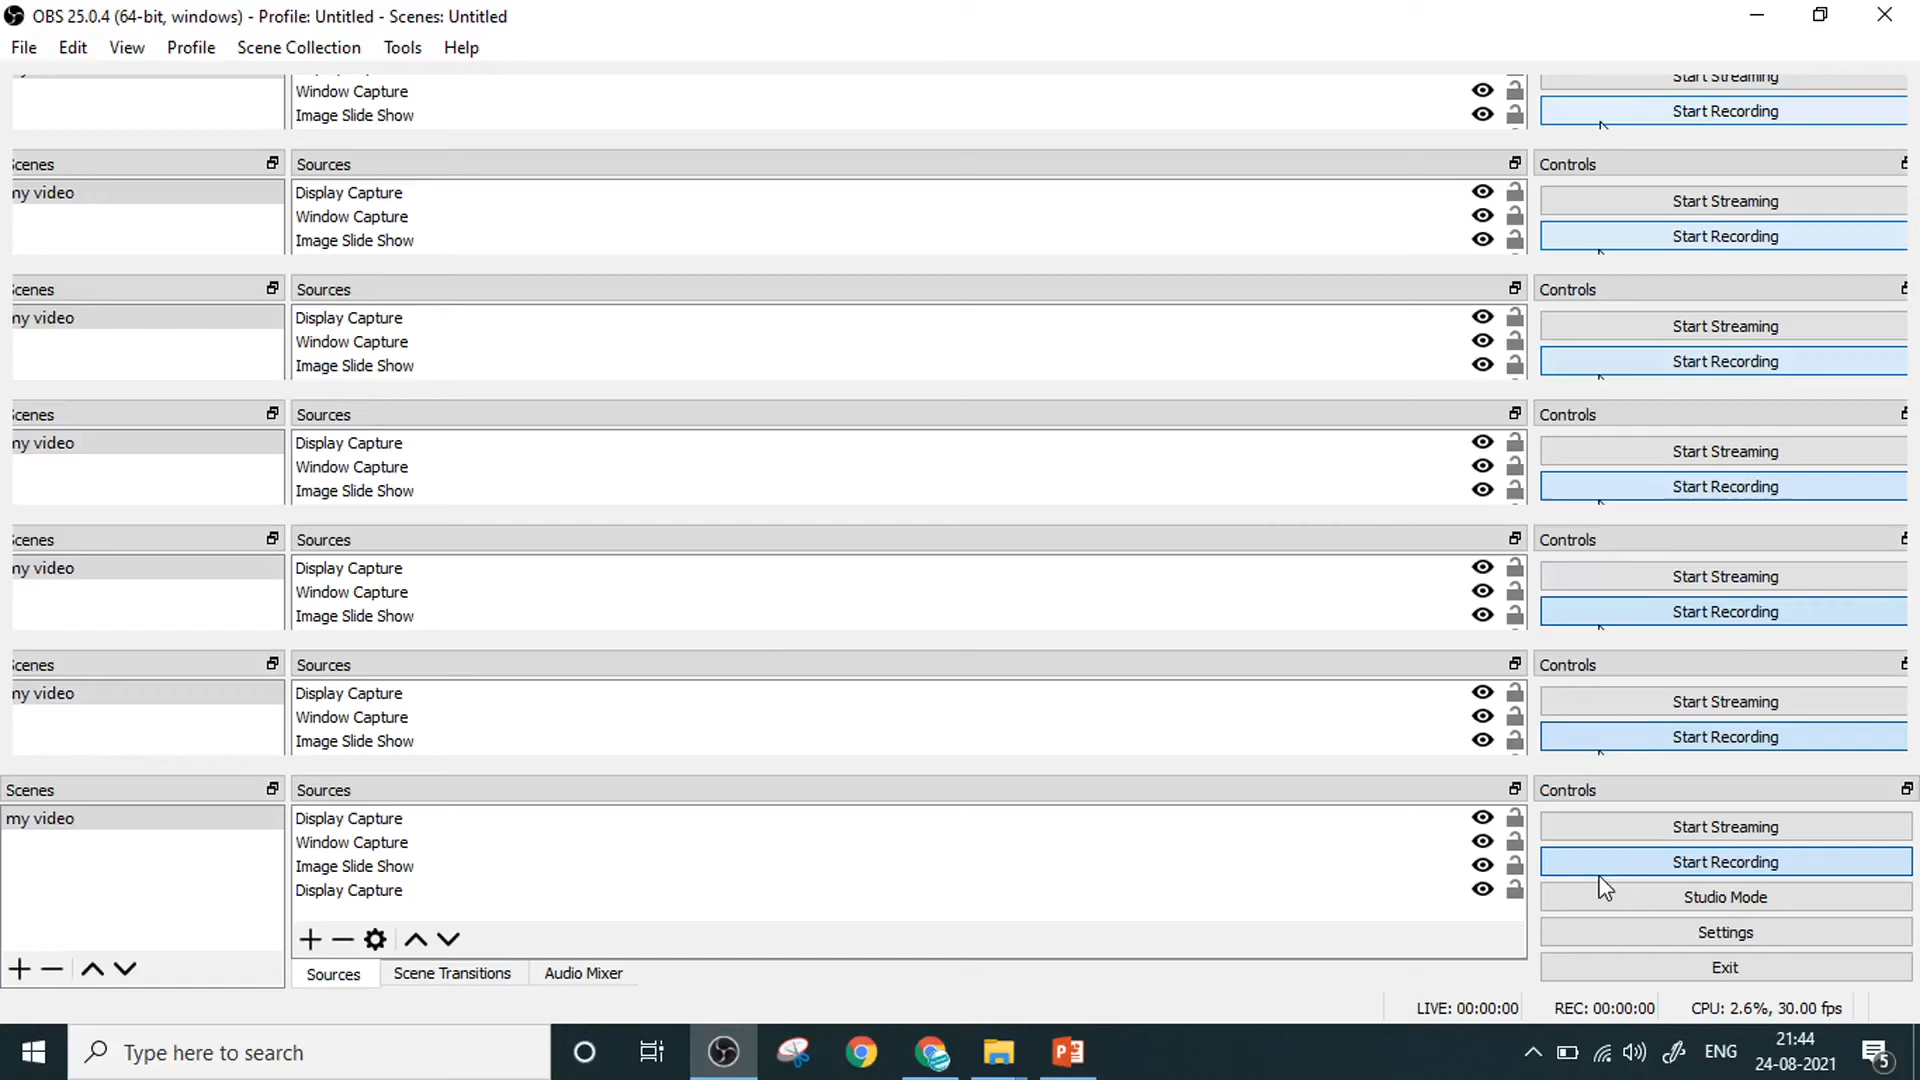 OBS 25.0.4 (64-bit, windows) - Profile: Untitled - Scenes: Untitled
File Edit View Profile Scene Collection Tools Help
Start Streaming
Window Capture
Start Recording
Image Slide Show
cenes Sources Controls
my video Display Capture Start Streaming
Window Capture
Start Recording
Image Slide Show
cenes Sources Controls
my video Display Capture Start Streaming
Window Capture
Start Recording
Image Slide Show
cenes Sources Controls
my video Display Capture Start Streaming
Window Capture
Start Recording
Image Slide Show
cenes Sources Controls
my video Display Capture Start Streaming
Window Capture
Start Recording
Image Slide Show
cenes Sources Controls
my video Display Capture Start Streaming
Window Capture
Start Recording
Image Slide Show
Scenes Sources Controls
my video Display Capture Start Streaming
Window Capture
Start Recording
Image Slide Show
Display Capture Studio Mode
Settings
Sources Scene Transitions Audio Mixer Exit
LIVE: 00:00:00 REC: 00:00:00 CPU: 2.6%, 30.00 fps
Type here to search
ENG
21:44
24-08-2021
5